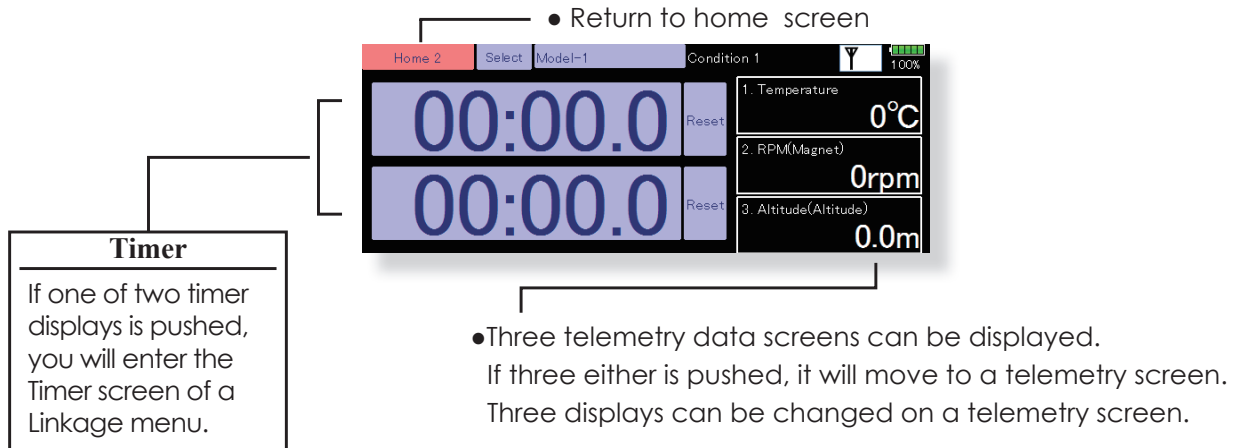 ● Return to home screen
Home 2 Select Model-1 Condition 1 100%
00:00.0 Reset
1. Temperature
0°C
2. RPM(Magnet)
0rpm
00:00.0 Reset
3. Altitude(Altitude)
0.0m
Timer
If one of two timer
displays is pushed,
you will enter the
Timer screen of a
Linkage menu.
●Three telemetry data screens can be displayed.
If three either is pushed, it will move to a telemetry screen.
Three displays can be changed on a telemetry screen.